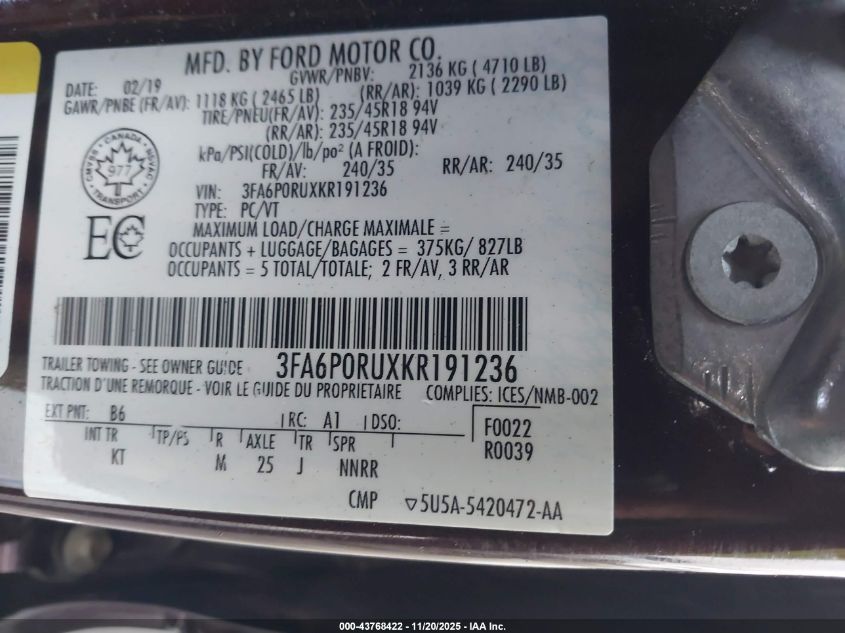 MFD. BY FORD MOTOR CO.
DATE: 02/19 GVWR/PNBV: 2136 KG ( 4710 LB)
GAWR/PNBE (FR/AV): 1118 KG ( 2465 LB) (RR/AR): 1039 KG ( 2290 LB)
TIRE/PNEU(FR/AV): 235/45R18 94V
(RR/AR): 235/45R18 94V
kPa/PSI(COLD)/lb/po² (A FROID):
FR/AV: 240/35 RR/AR: 240/35
CANADA
CMVSS NSVAC
977
TRANSPORT
VIN: 3FA6P0RUXKR191236
TYPE: PC/VT
EC
MAXIMUM LOAD/CHARGE MAXIMALE =
OCCUPANTS + LUGGAGE/BAGAGES = 375KG/ 827LB
OCCUPANTS = 5 TOTAL/TOTALE; 2 FR/AV, 3 RR/AR
TRAILER TOWING - SEE OWNER GUIDE 3FA6P0RUXKR191236
TRACTION D'UNE REMORQUE - VOIR LE GUIDE DU PROPRIETAIRE COMPLIES: ICES/NMB-002
EXT PNT: B6 RC: A1 DSO: F0022
INT TR TP/PS R AXLE TR SPR R0039
KT M 25 J NNRR
CMP ▽5U5A-5420472-AA
000-43768422 - 11/20/2025 - IAA Inc.